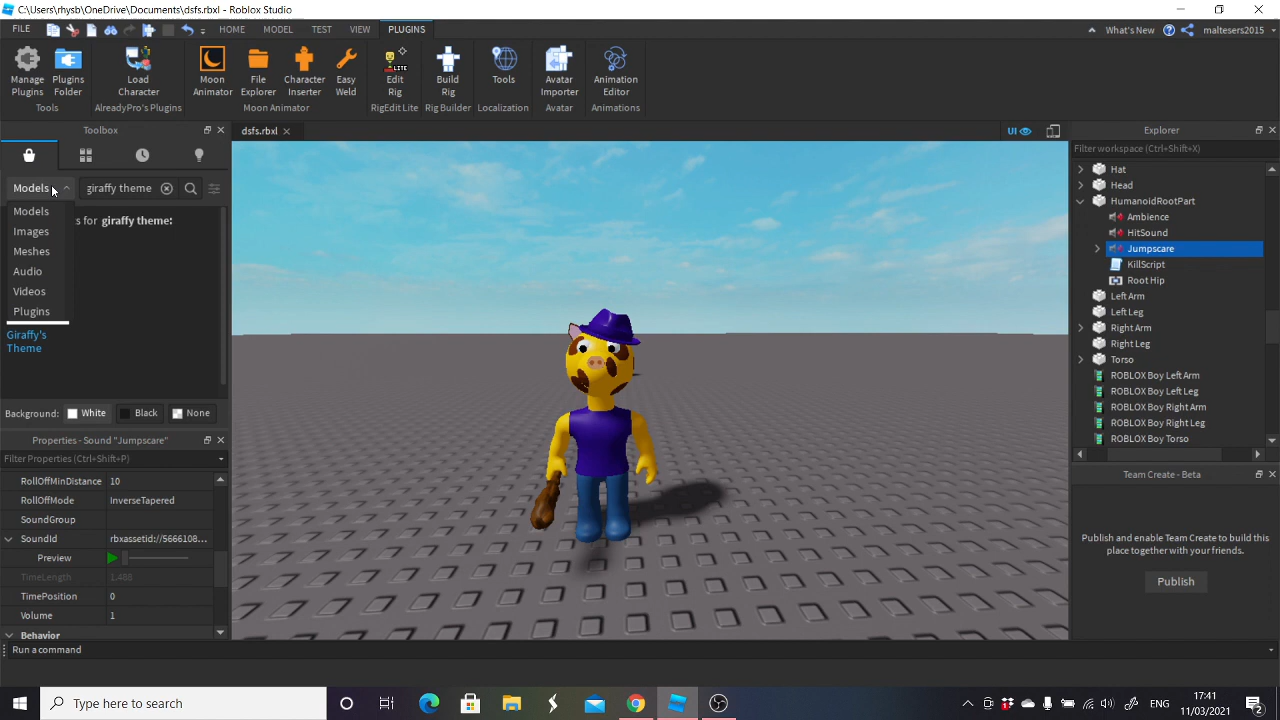 C:\Users\rhysb\OneDrive\Documents\dsfs.rbxl - Roblox Studio
FILE HOME MODEL TEST VIEW PLUGINS What's New maltesers2015
Manage Plugins
Plugins Folder
Tools
Load Character
AlreadyPro's Plugins
Moon Animator
File Explorer
Character Inserter
Easy Weld
Moon Animator
LITE
Edit Rig
RigEdit Lite
Build Rig
Rig Builder
Tools
Localization
Avatar Importer
Avatar
Animation Editor
Animations
Toolbox
dsfs.rbxl
UI
Models giraffy theme
s for giraffy theme:
Models
Images
Meshes
Audio
Videos
Plugins
Giraffy's
Theme
Background: White Black None
Properties - Sound "Jumpscare"
Filter Properties (Ctrl+Shift+P)
RollOffMinDistance 10
RollOffMode InverseTapered
SoundGroup
SoundId rbxassetid://5666108...
Preview
TimeLength 1.488
TimePosition 0
Volume 1
Behavior
Run a command
Explorer
Filter workspace (Ctrl+Shift+X)
Hat
Head
HumanoidRootPart
Ambience
HitSound
Jumpscare
KillScript
Root Hip
Left Arm
Left Leg
Right Arm
Right Leg
Torso
ROBLOX Boy Left Arm
ROBLOX Boy Left Leg
ROBLOX Boy Right Arm
ROBLOX Boy Right Leg
ROBLOX Boy Torso
Team Create - Beta
Publish and enable Team Create to build this
place together with your friends.
Publish
Type here to search
ENG
17:41
11/03/2021
2